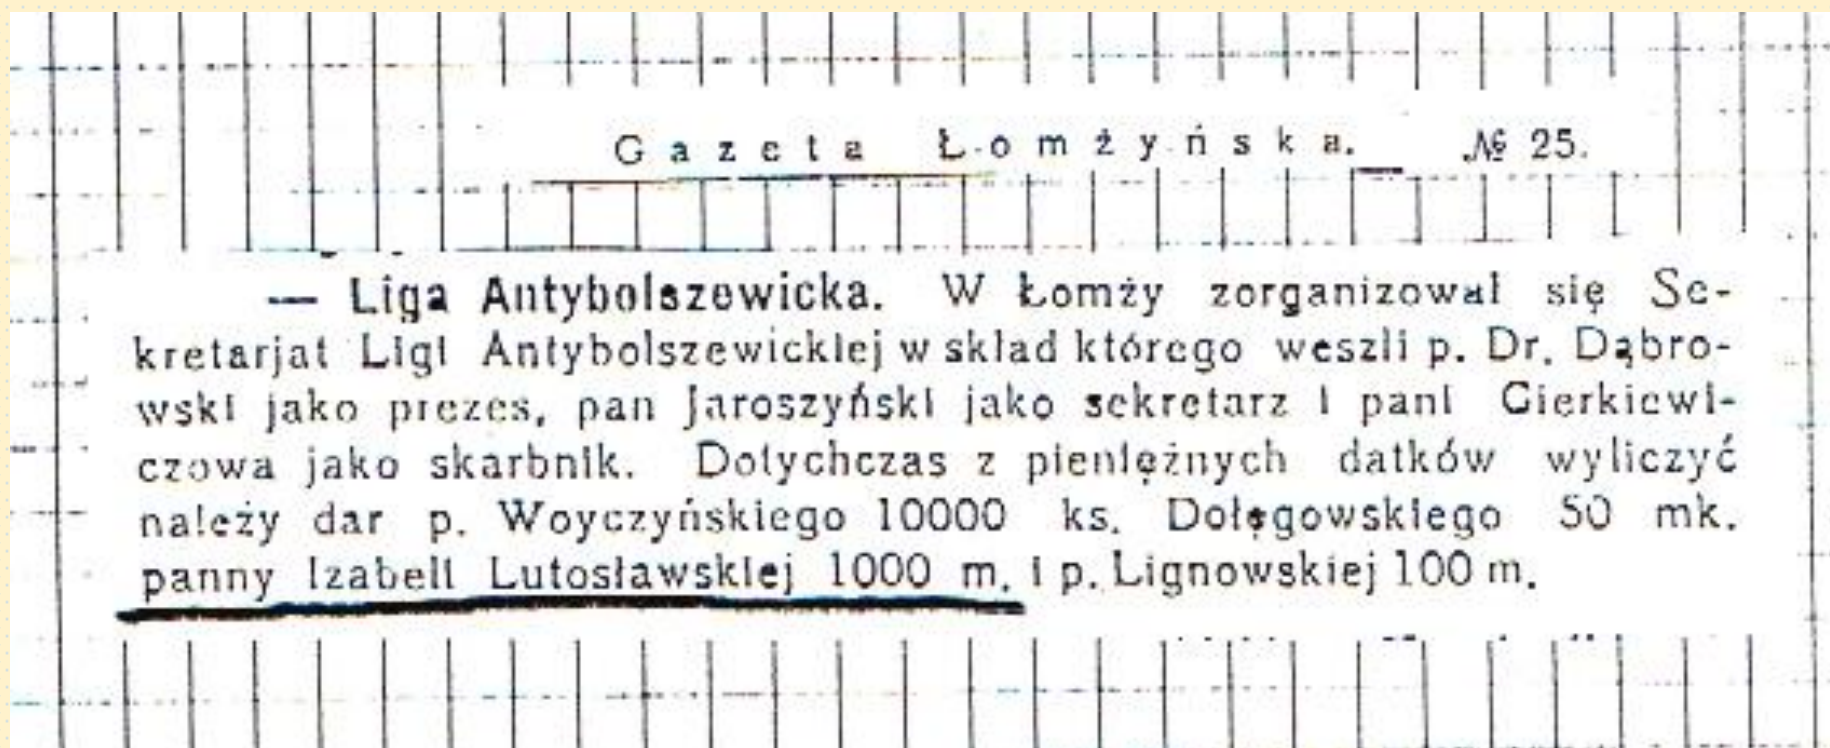 Gazeta Łomżyńska. № 25.
— Liga Antybolszewicka. W Łomży zorganizował się Se-
kretarjat Ligi Antybolszewickiej w skład którego weszli p. Dr. Dąbro-
wski jako prezes, pan Jaroszyński jako sekretarz i pani Gierkiewi-
czowa jako skarbnik. Dotychczas z pieniężnych datków wyliczyć
należy dar p. Woyczyńskiego 10000 ks. Dołęgowskiego 50 mk.
panny Izabeli Lutosławskiej 1000 m. i p. Lignowskiej 100 m.